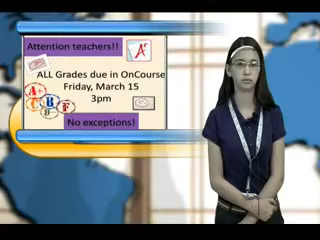 Attention teachers!!
A+
ALL Grades due in OnCourse
Friday, March 15
3pm
A+
C B F
D-
No exceptions!